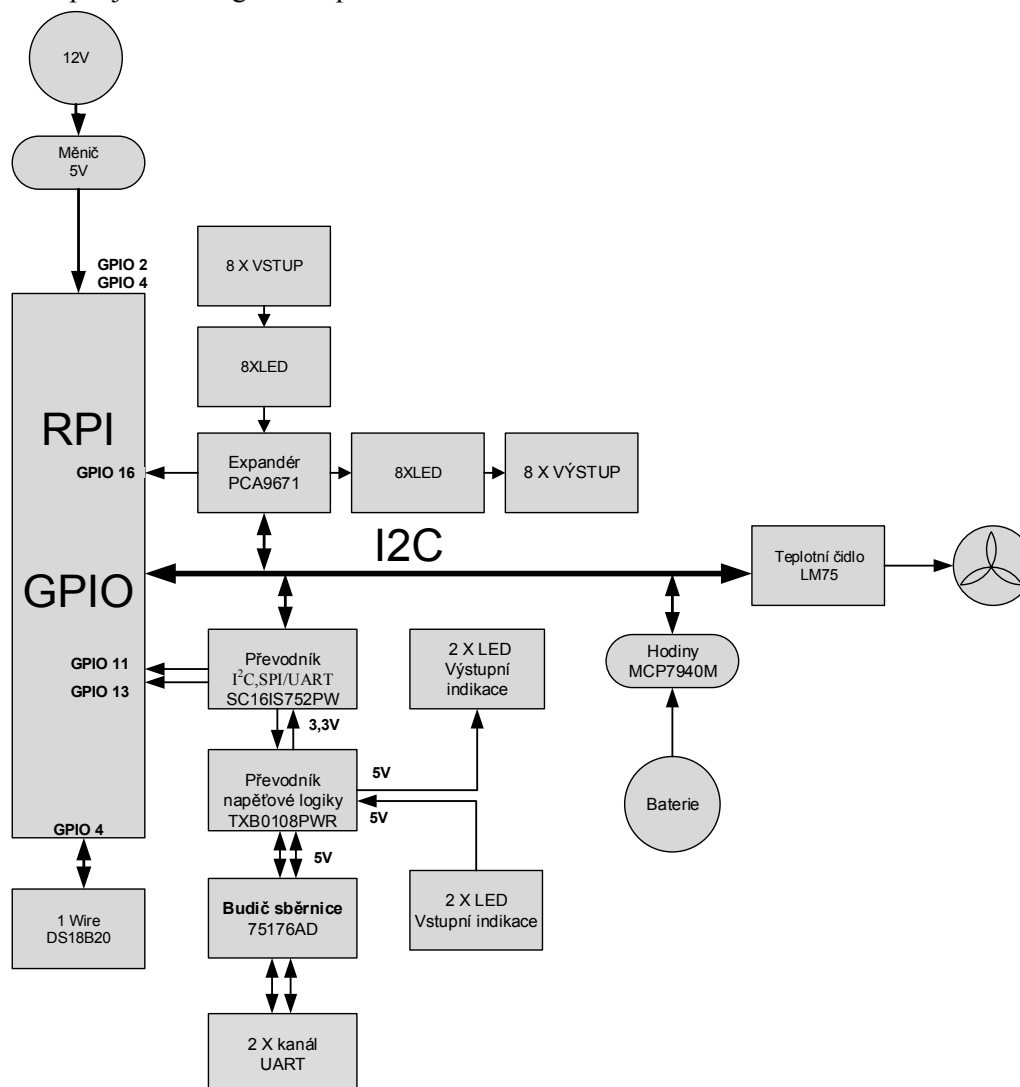 12V
Měnič
5V
GPIO 2
GPIO 4
8 X VSTUP
8XLED
RPI
GPIO
GPIO 16
Expandér
PCA9671
8XLED
8 X VÝSTUP
I2C
Teplotní čidlo
LM75
GPIO 11
GPIO 13
Převodník
I²C,SPI/UART
SC16IS752PW
3,3V
2 X LED
Výstupní
indikace
Hodiny
MCP7940M
Převodník
napěťové logiky
TXB0108PWR
5V
5V
Baterie
GPIO 4
5V
1 Wire
DS18B20
Budič sběrnice
75176AD
2 X LED
Vstupní indikace
2 X kanál
UART